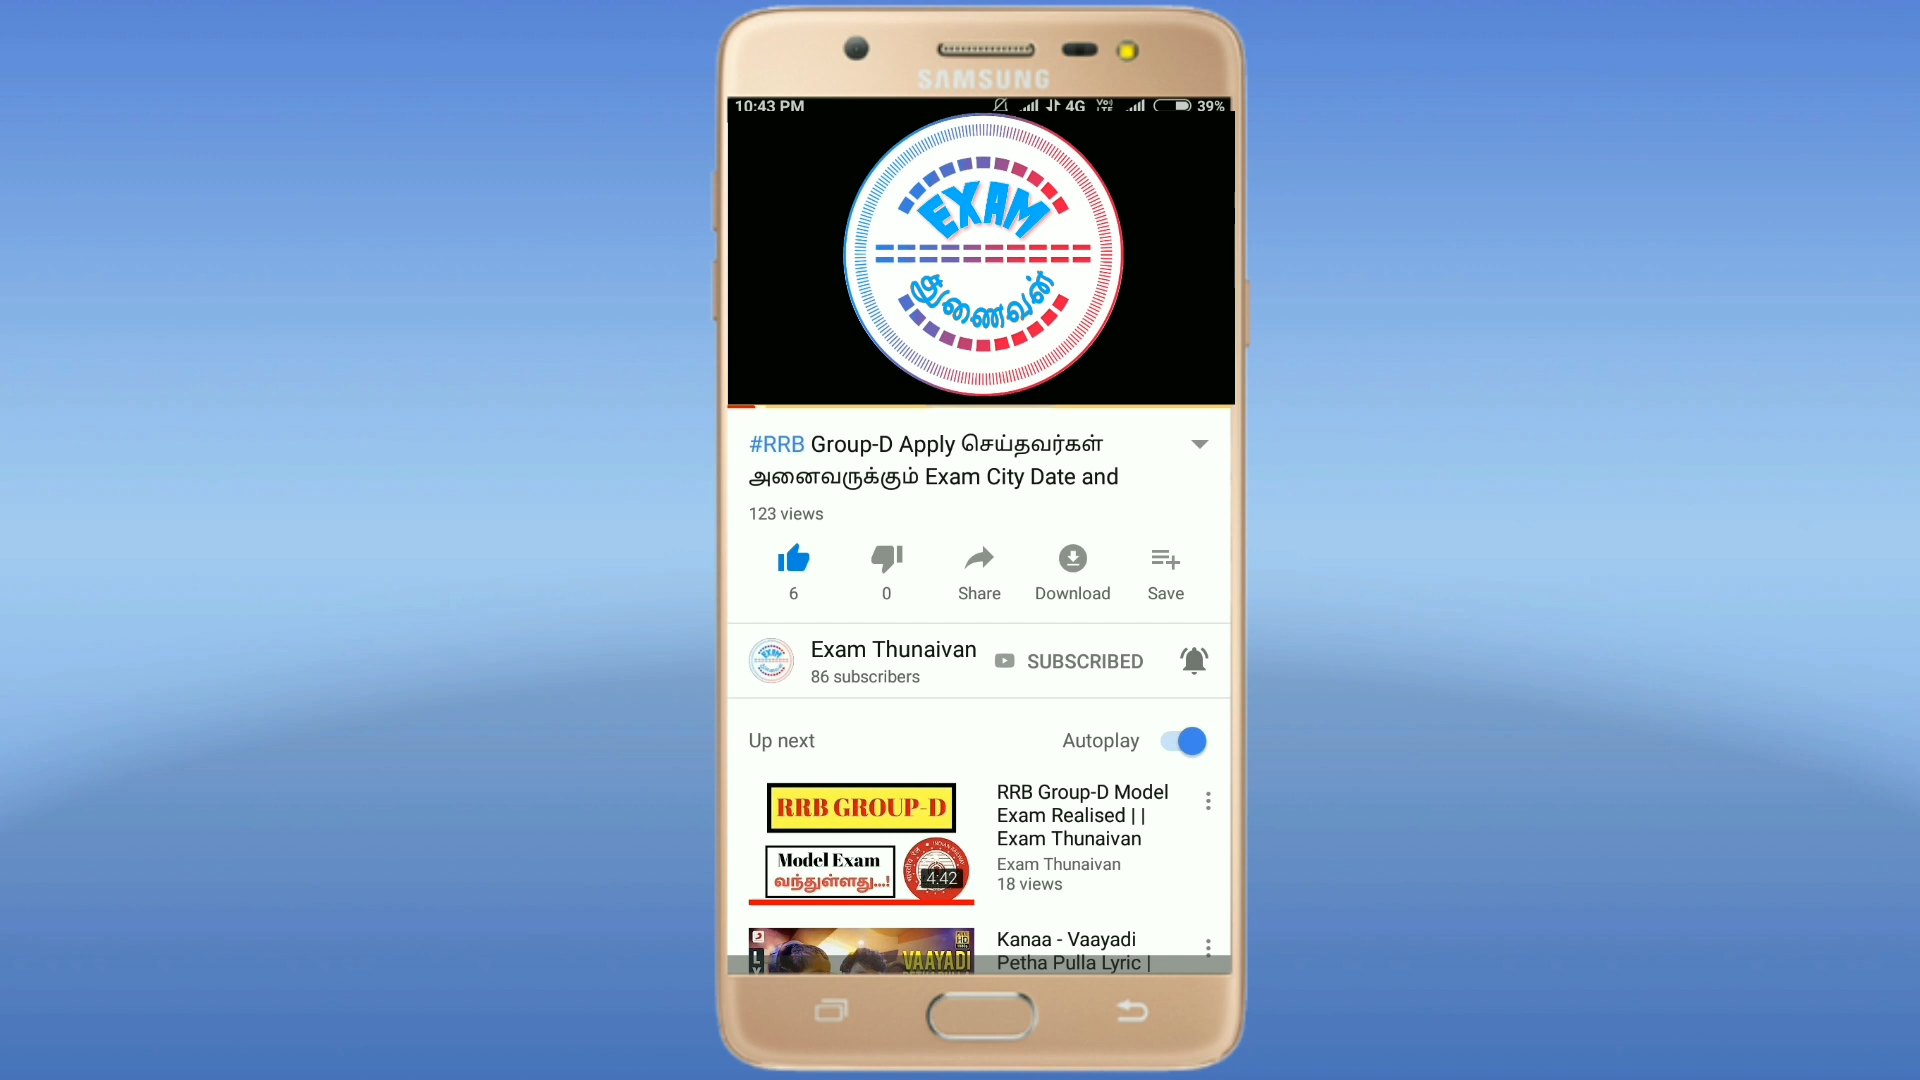 SAMSUNG
10:43 PM
4G
39%
EXAM
துணைவன்
#RRB Group-D Apply செய்தவர்கள்
அனைவருக்கும் Exam City Date and
123 views
6
0
Share
Download
Save
EXAM
Exam Thunaivan
86 subscribers
SUBSCRIBED
Up next
Autoplay
RRB GROUP-D
Model Exam
வந்துள்ளது...!
4:42
RRB Group-D Model
Exam Realised ||
Exam Thunaivan
Exam Thunaivan
18 views
VAAYADI
HD
Kanaa - Vaayadi
Petha Pulla Lyric |